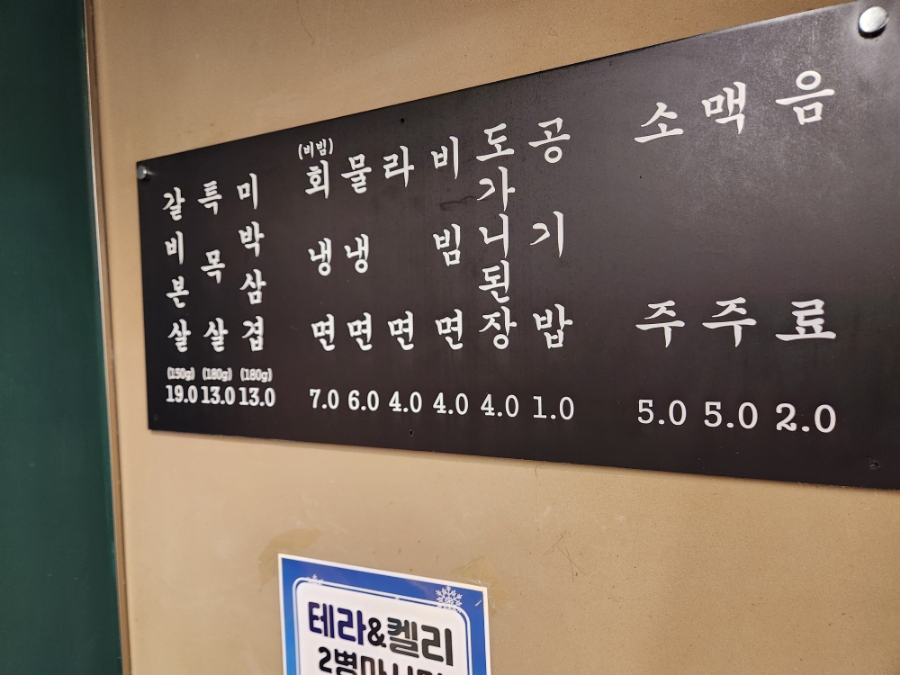 갈비본살 (150g) 19.0
특목살 (180g) 13.0
미박삼겹 (180g) 13.0
(비빔)회냉면 7.0
물냉면 6.0
라면 4.0
비빔면 4.0
도가니된장 4.0
공기밥 1.0
소주 5.0
맥주 5.0
음료 2.0
테라&켈리